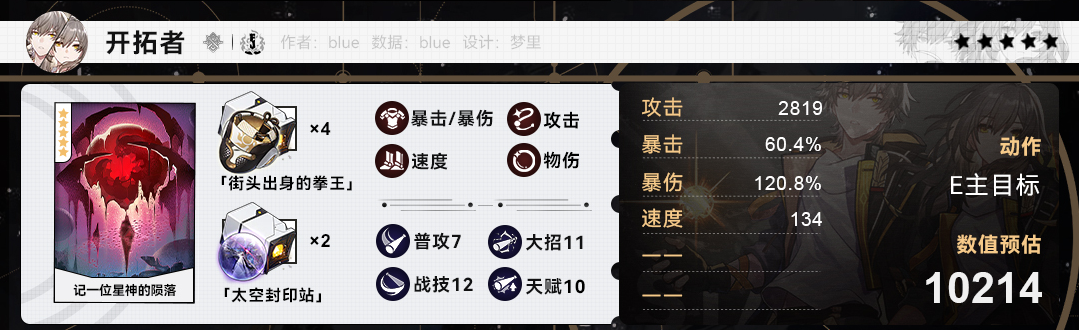 开拓者 作者：blue 数据：blue 设计：梦里
×4
「街头出身的拳王」
×2
「太空封印站」
记一位星神的陨落
暴击/暴伤 攻击
速度 物伤
普攻7 大招11
战技12 天赋10
攻击 2819
暴击 60.4%
暴伤 120.8%
速度 134
——
——
动作
E主目标
数值预估
10214